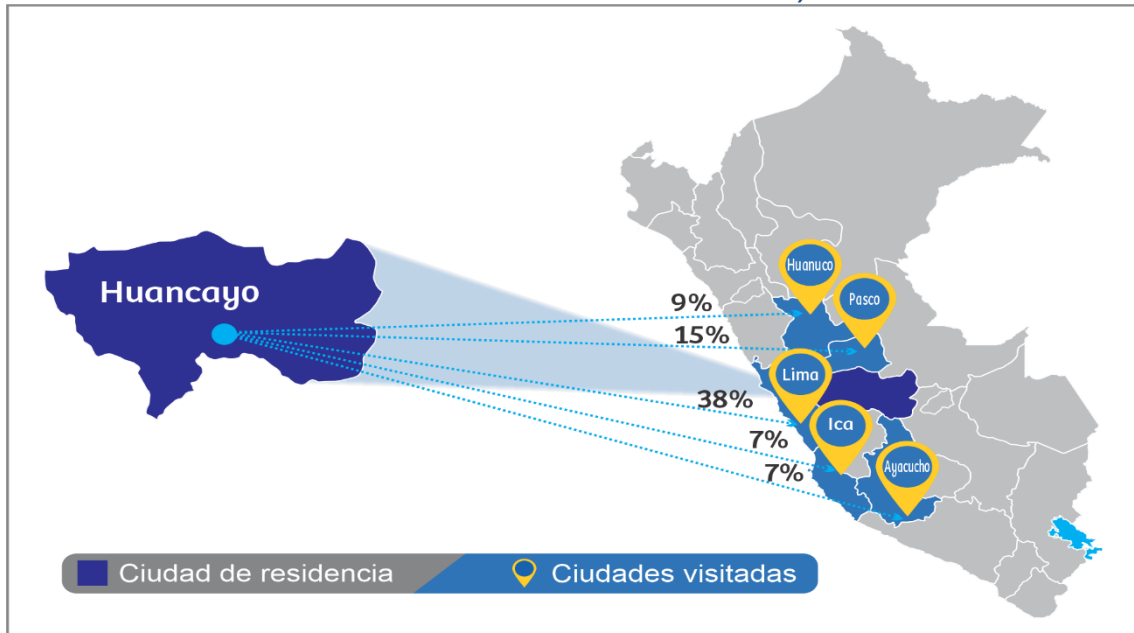 Huanuco
Pasco
Huancayo
9%
15%
Lima
38%
Ica
7%
Ayacucho
7%
Ciudad de residencia
Ciudades visitadas